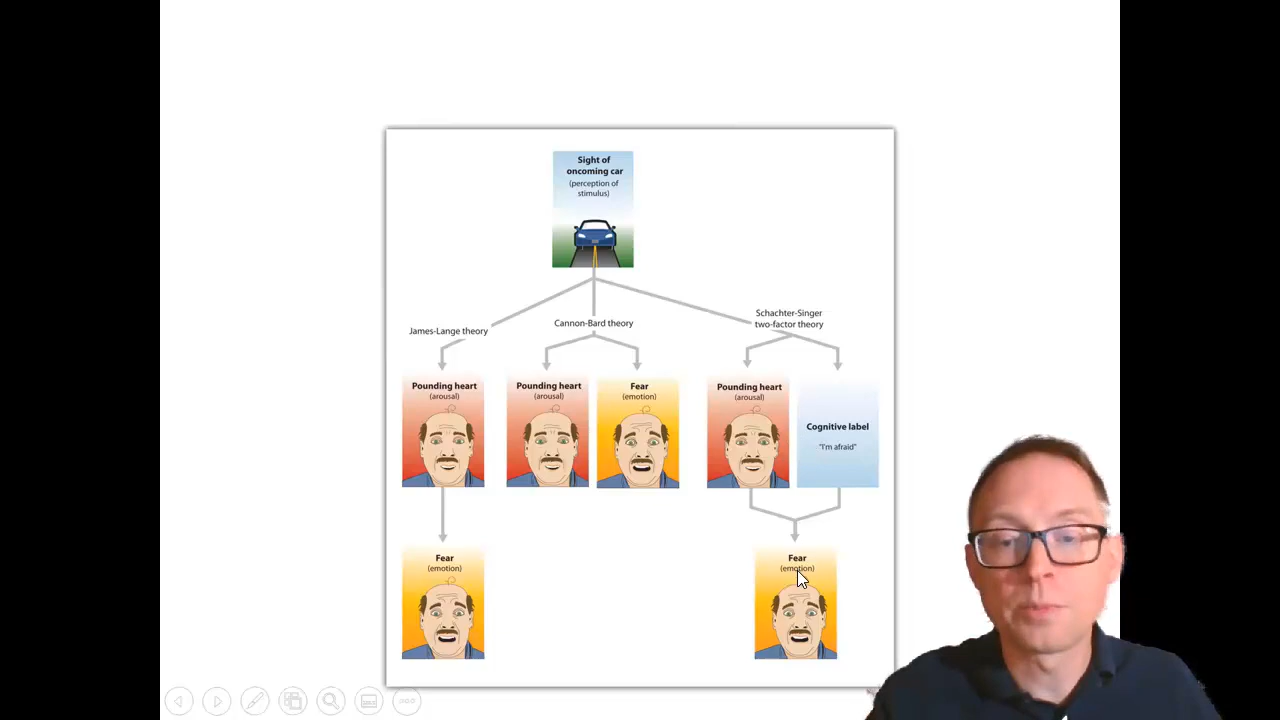 Sight of
oncoming car
(perception of
stimulus)
James-Lange theory
Cannon-Bard theory
Schachter-Singer
two-factor theory
Pounding heart
(arousal)
Pounding heart
(arousal)
Fear
(emotion)
Pounding heart
(arousal)
Cognitive label
"I'm afraid"
Fear
(emotion)
Fear
(emotion)